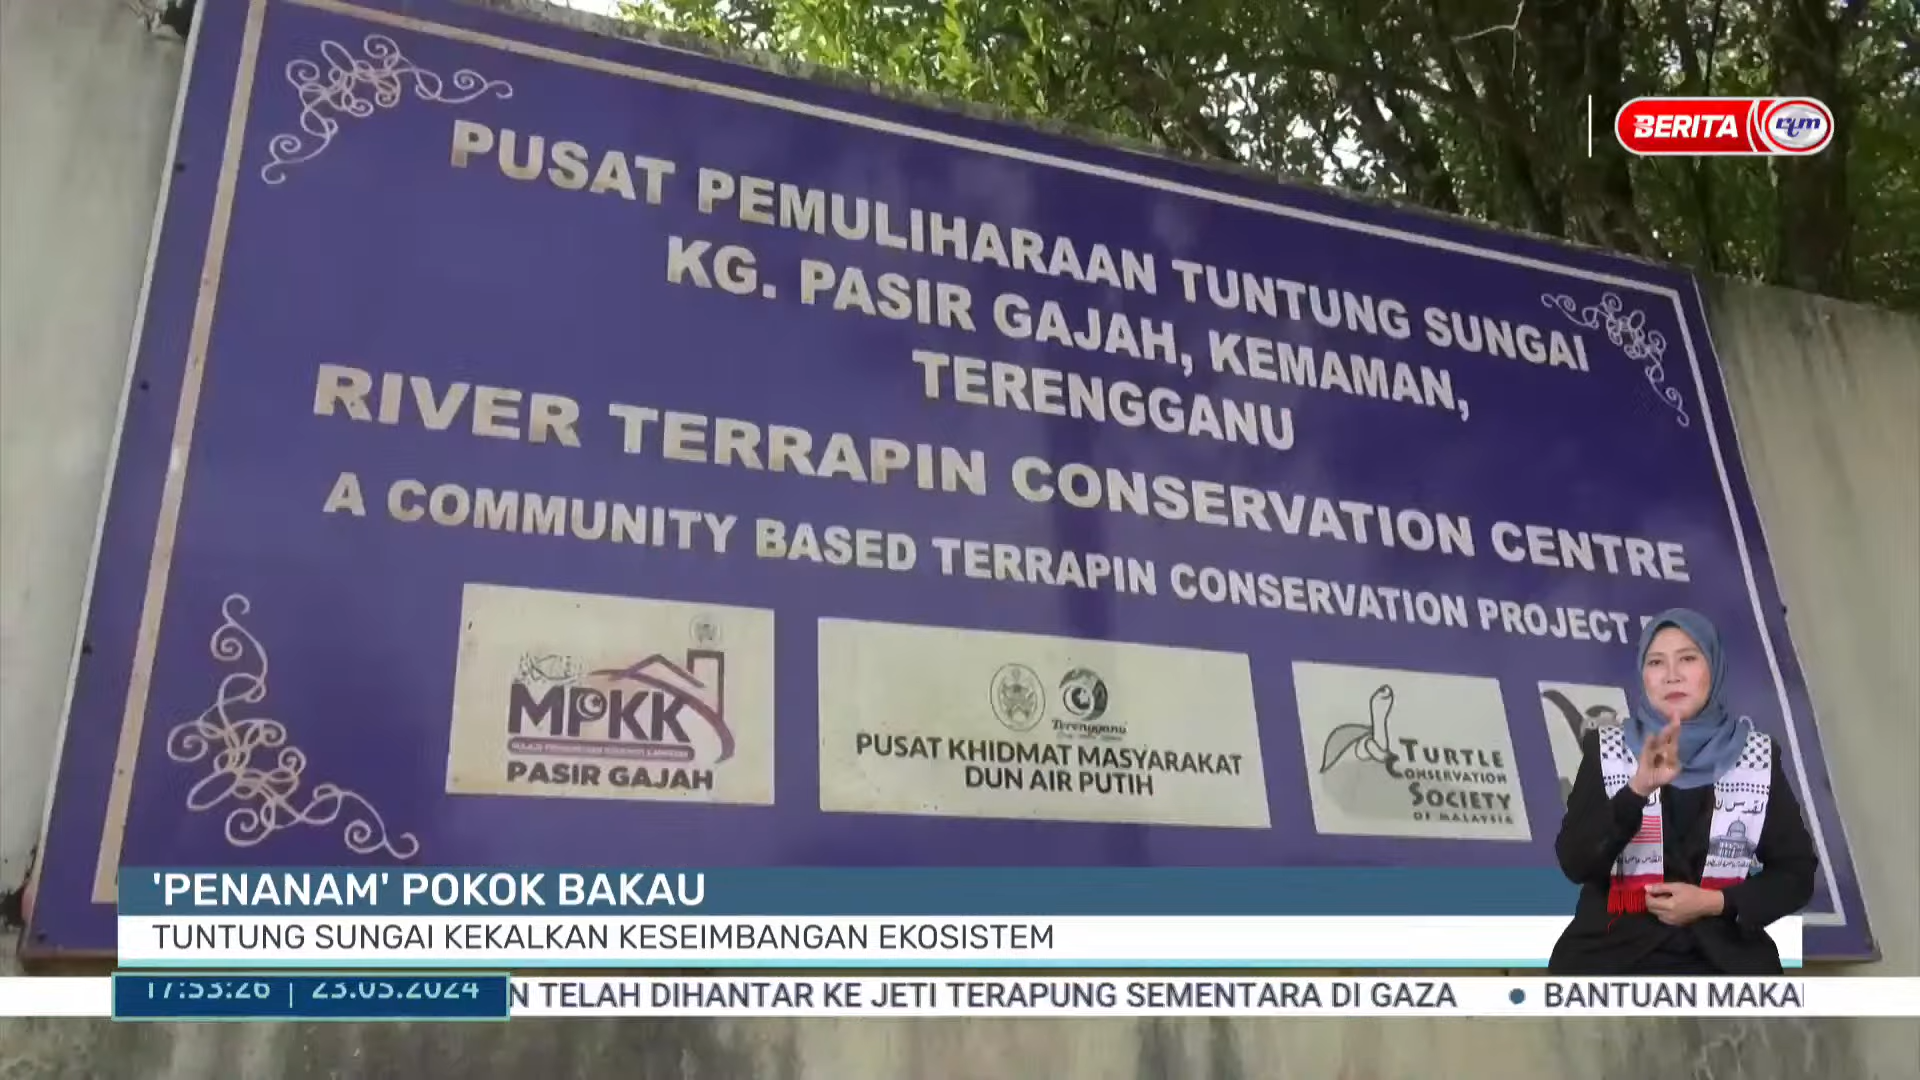 BERITA rtm
PUSAT PEMULIHARAAN TUNTUNG SUNGAI
KG. PASIR GAJAH, KEMAMAN,
TERENGGANU
RIVER TERRAPIN CONSERVATION CENTRE
A COMMUNITY BASED TERRAPIN CONSERVATION PROJECT
MPKK
PASIR GAJAH
Terengganu
PUSAT KHIDMAT MASYARAKAT
DUN AIR PUTIH
TURTLE
CONSERVATION
SOCIETY
OF MALAYSIA
'PENANAM' POKOK BAKAU
TUNTUNG SUNGAI KEKALKAN KESEIMBANGAN EKOSISTEM
17:53:26 | 23.05.2024
N TELAH DIHANTAR KE JETI TERAPUNG SEMENTARA DI GAZA • BANTUAN MAKA